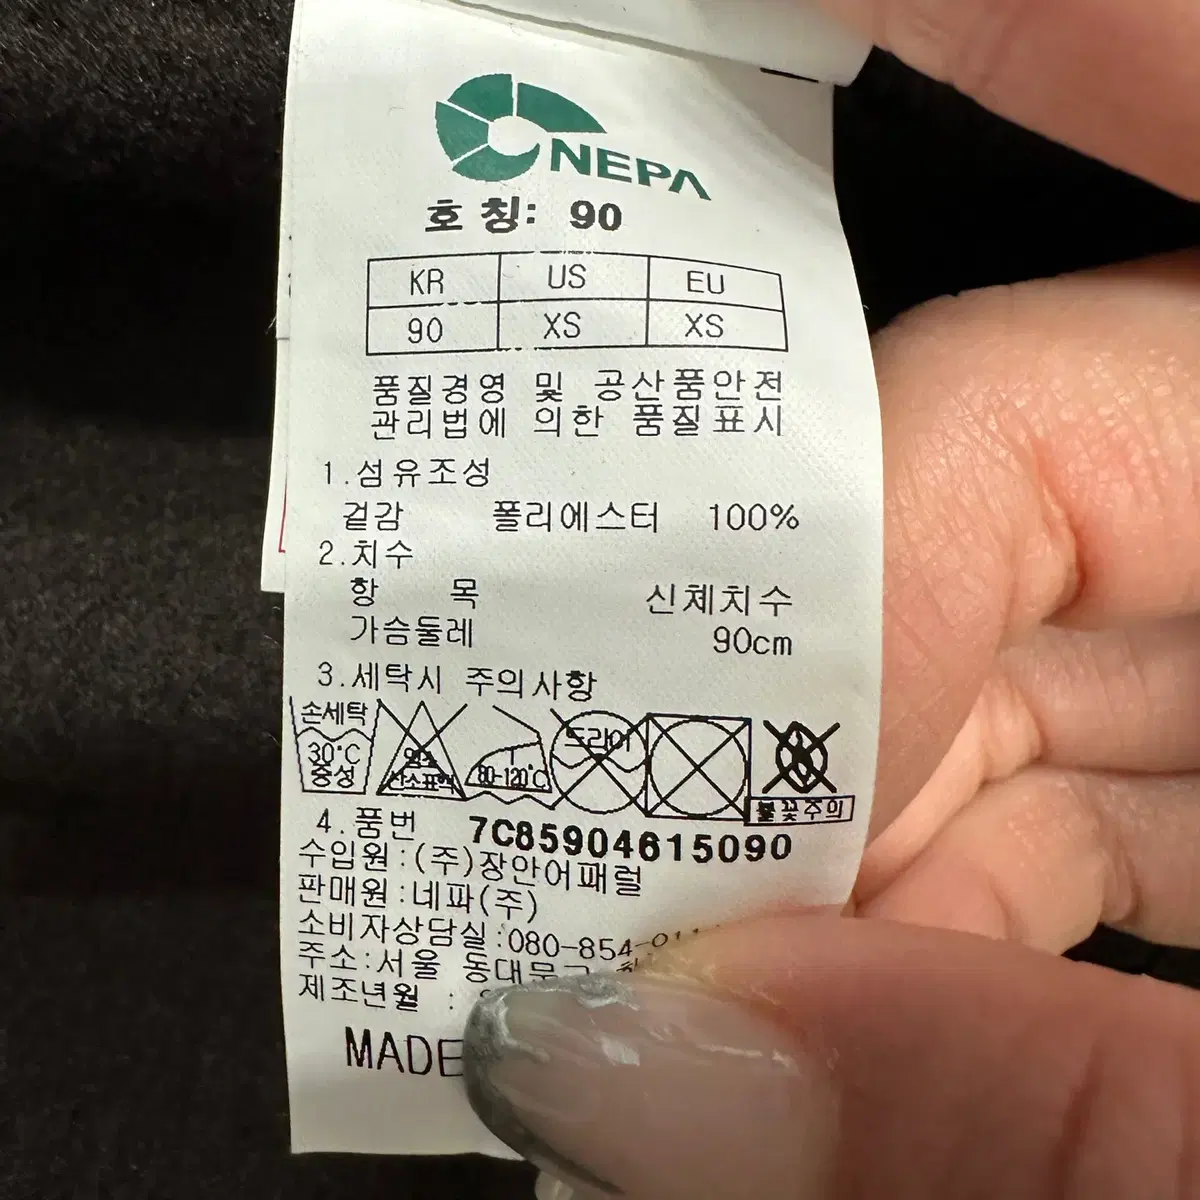 NEPA
호칭: 90
KR US EU
90 XS XS
품질경영 및 공산품안전
관리법에 의한 품질표시
1.섬유조성
겉감 폴리에스터 100%
2.치수
항 목 신체치수
가슴둘레 90cm
3.세탁시 주의사항
손세탁
30°C
중성
산소표백
80-120°C
드라이
불꽃주의
4.품번 7C85904615090
수입원:(주)장안어패럴
판매원:네파(주)
소비자상담실:080-854-011
주소:서울 동대문구
제조년월 :
MADE